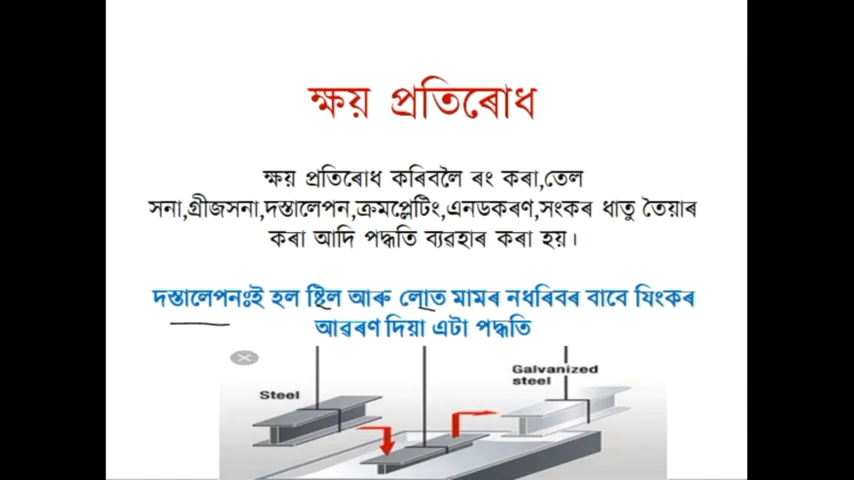 ক্ষয় প্ৰতিৰোধ
ক্ষয় প্ৰতিৰোধ কৰিবলৈ ৰং কৰা,তেল
সনা,গ্ৰীজসনা,দস্তালেপন,ক্ৰমপ্লেটিং,এনডকৰণ,সংকৰ ধাতু তৈয়াৰ
কৰা আদি পদ্ধতি ব্যৱহাৰ কৰা হয়।
দস্তালেপনঃই হল ষ্টিল আৰু লোত মামৰ নধৰিবৰ বাবে যিংকৰ
আৱৰণ দিয়া এটা পদ্ধতি
Galvanized
steel
Steel